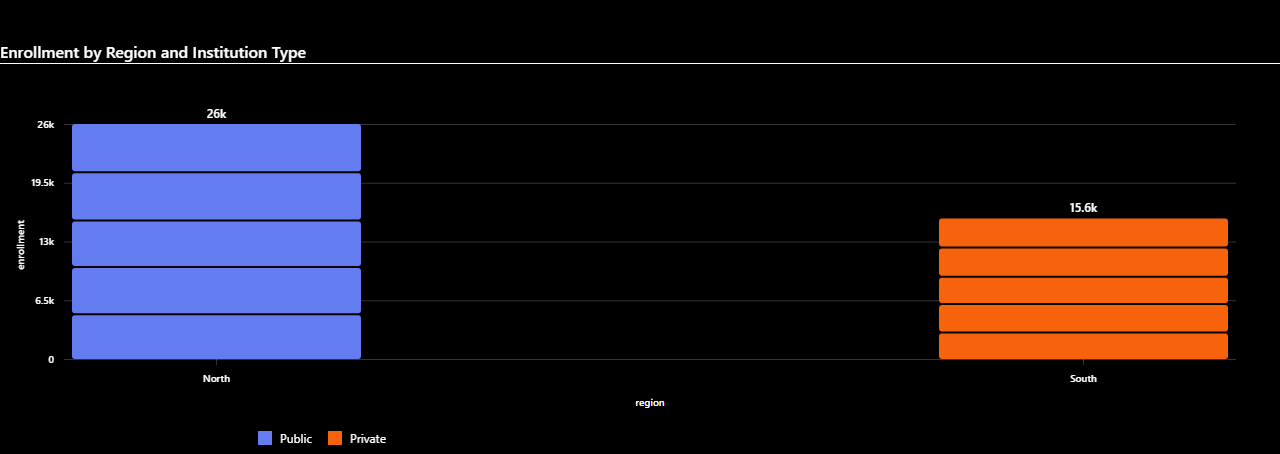 Enrollment by Region and Institution Type
26k
26k
19.5k
15.6k
enrollment
13k
6.5k
0
North
South
region
Public
Private